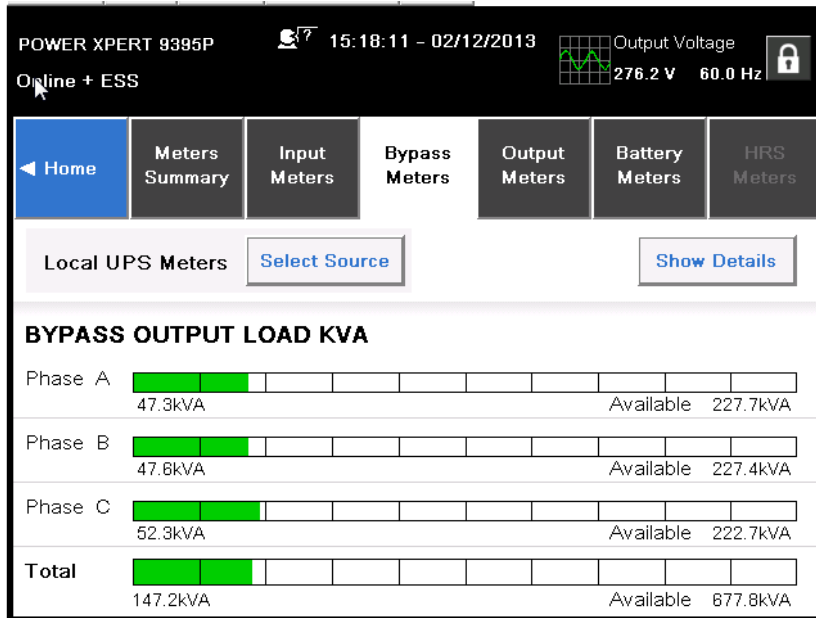 POWER XPERT 9395P
? 15:18:11 - 02/12/2013
Output Voltage
276.2 V 60.0 Hz
Online + ESS
Home
Meters Summary
Input Meters
Bypass Meters
Output Meters
Battery Meters
HRS Meters
Local UPS Meters
Select Source
Show Details
BYPASS OUTPUT LOAD KVA
Phase A
47.3kVA Available 227.7kVA
Phase B
47.6kVA Available 227.4kVA
Phase C
52.3kVA Available 222.7kVA
Total
147.2kVA Available 677.8kVA